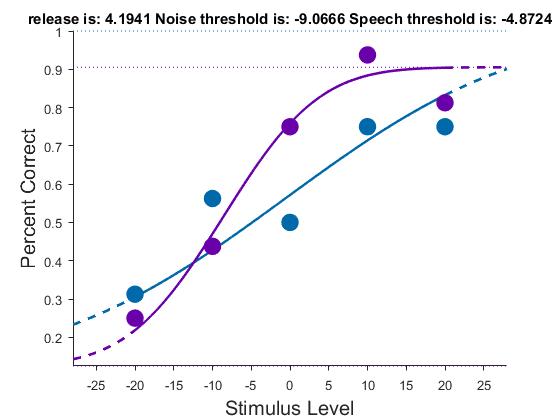 release is: 4.1941 Noise threshold is: -9.0666 Speech threshold is: -4.8724
1
0.9
0.8
0.7
0.6
0.5
0.4
0.3
0.2
Percent Correct
-25 -20 -15 -10 -5 0 5 10 15 20 25
Stimulus Level